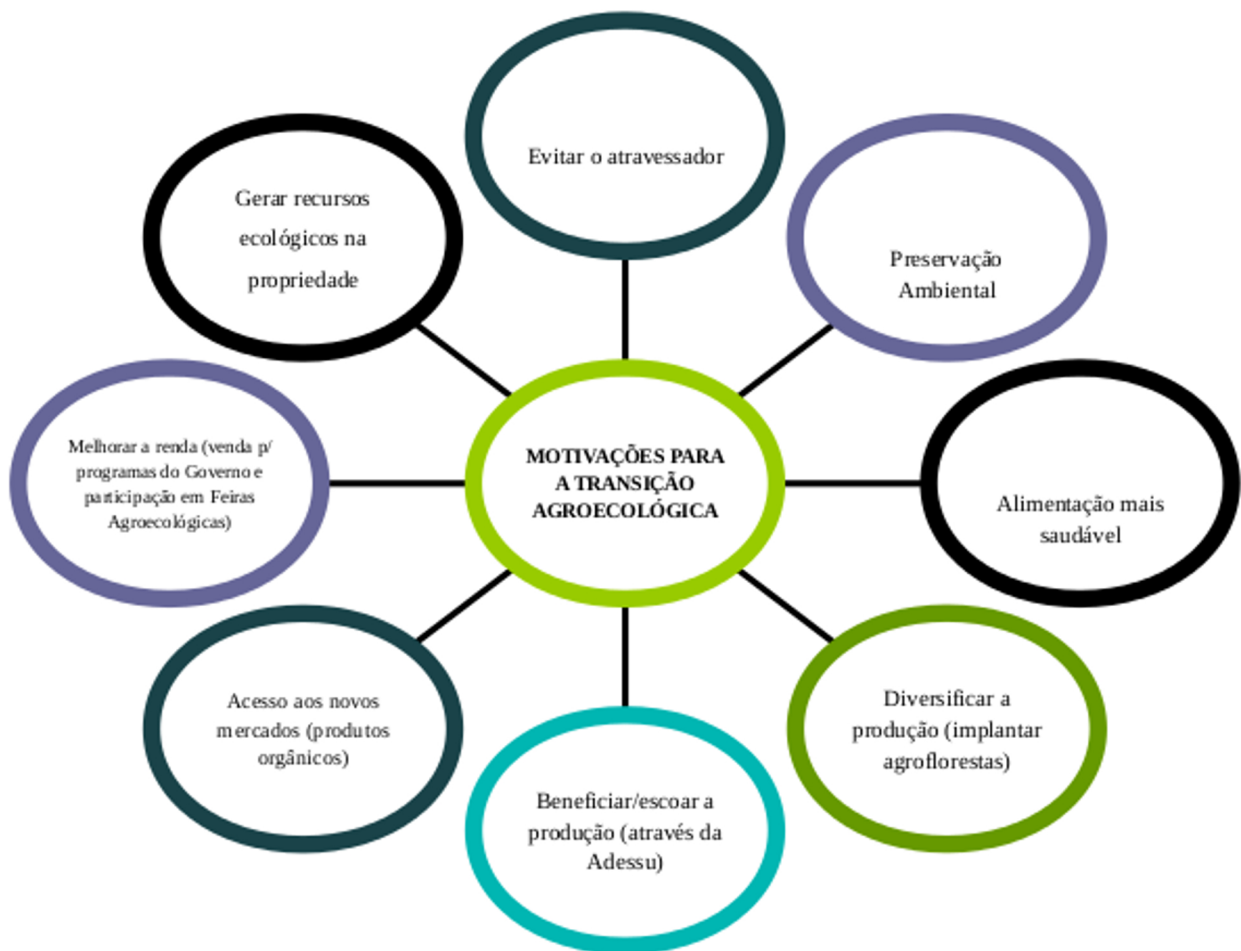 Evitar o atravessador
Gerar recursos
ecológicos na
propriedade
Preservação
Ambiental
Melhorar a renda (venda p/
programas do Governo e
participação em Feiras
Agroecológicas)
MOTIVAÇÕES PARA
A TRANSIÇÃO
AGROECOLÓGICA
Alimentação mais
saudável
Acesso aos novos
mercados (produtos
orgânicos)
Diversificar a
produção (implantar
agroflorestas)
Beneficiar/escoar a
produção (através da
Adessu)